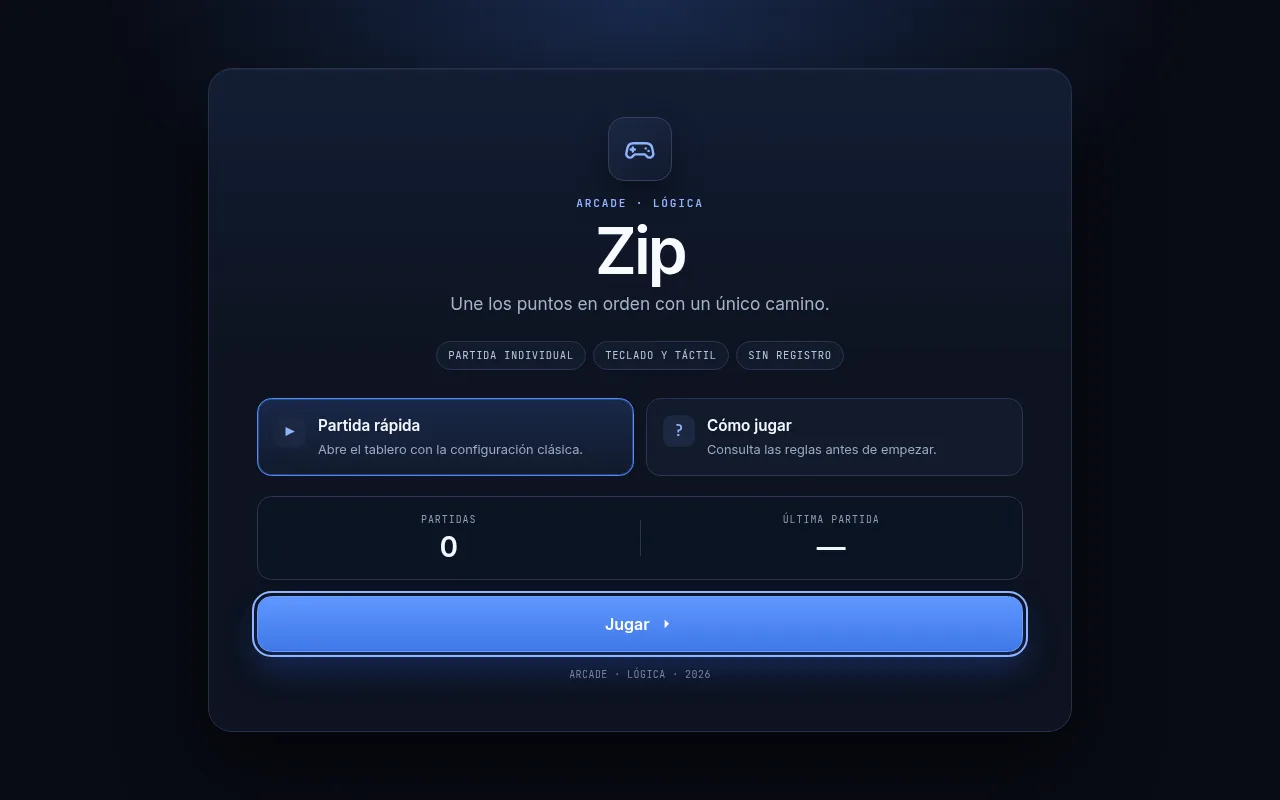 ARCADE · LÓGICA
Zip
Une los puntos en orden con un único camino.
PARTIDA INDIVIDUAL
TECLADO Y TÁCTIL
SIN REGISTRO
Partida rápida
Abre el tablero con la configuración clásica.
?
Cómo jugar
Consulta las reglas antes de empezar.
PARTIDAS
0
ÚLTIMA PARTIDA
—
Jugar
ARCADE · LÓGICA · 2026